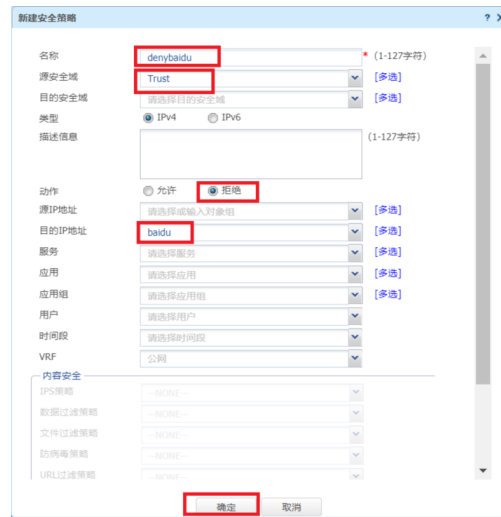 新建安全策略 ? X
名称 denybaidu * (1-127字符)
源安全域 Trust [多选]
目的安全域 请选择目的安全域 [多选]
类型 IPv4 IPv6
描述信息 (1-127字符)
动作 允许 拒绝
源IP地址 请选择或输入对象组 [多选]
目的IP地址 baidu [多选]
服务 请选择服务 [多选]
应用 请选择应用 [多选]
应用组 请选择应用组 [多选]
用户 请选择用户
时间段 请选择时间段
VRF 公网
内容安全
IPS策略 --NONE--
数据过滤策略 --NONE--
文件过滤策略 --NONE--
防病毒策略 --NONE--
URL过滤策略 --NONE--
确定 取消